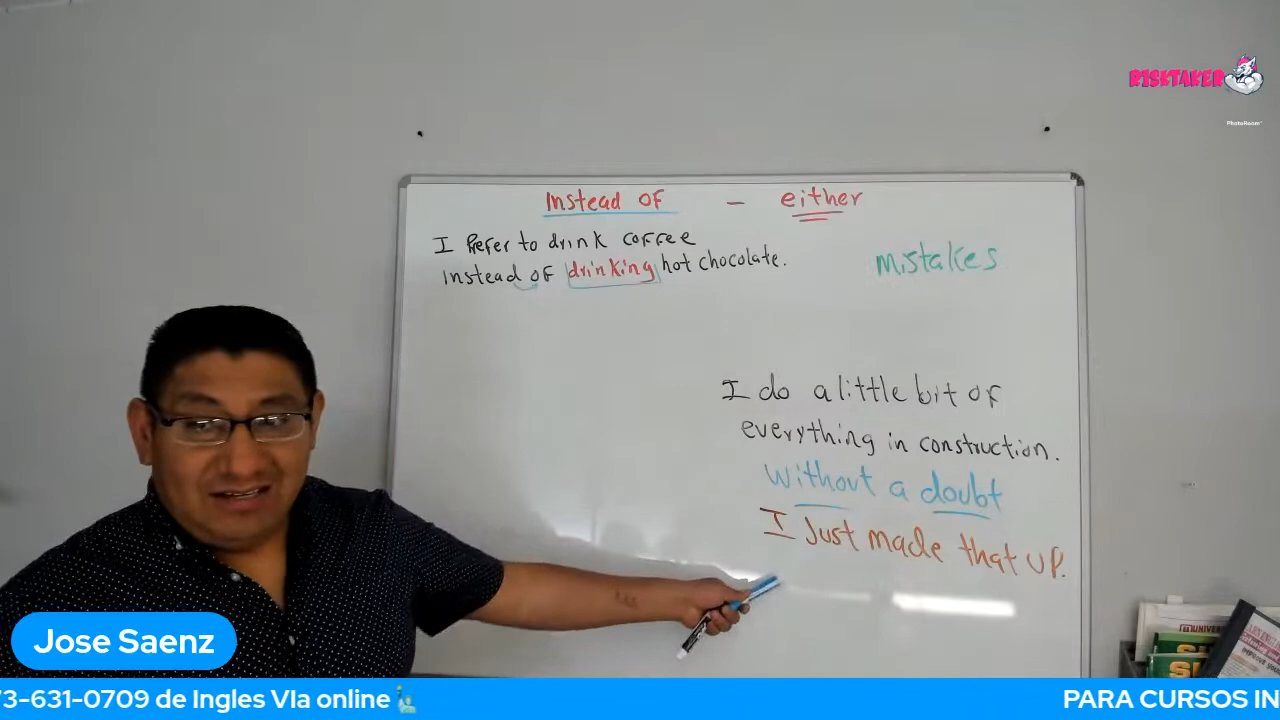 RISKTAKER
PhotoRoom
Instead of - either
I Prefer to drink coffee
instead of drinking hot chocolate.
mistakes
I do a little bit of
everything in construction.
Without a doubt
I Just made that up.
Jose Saenz
3-631-0709 de Ingles VIa online🗽
PARA CURSOS IN